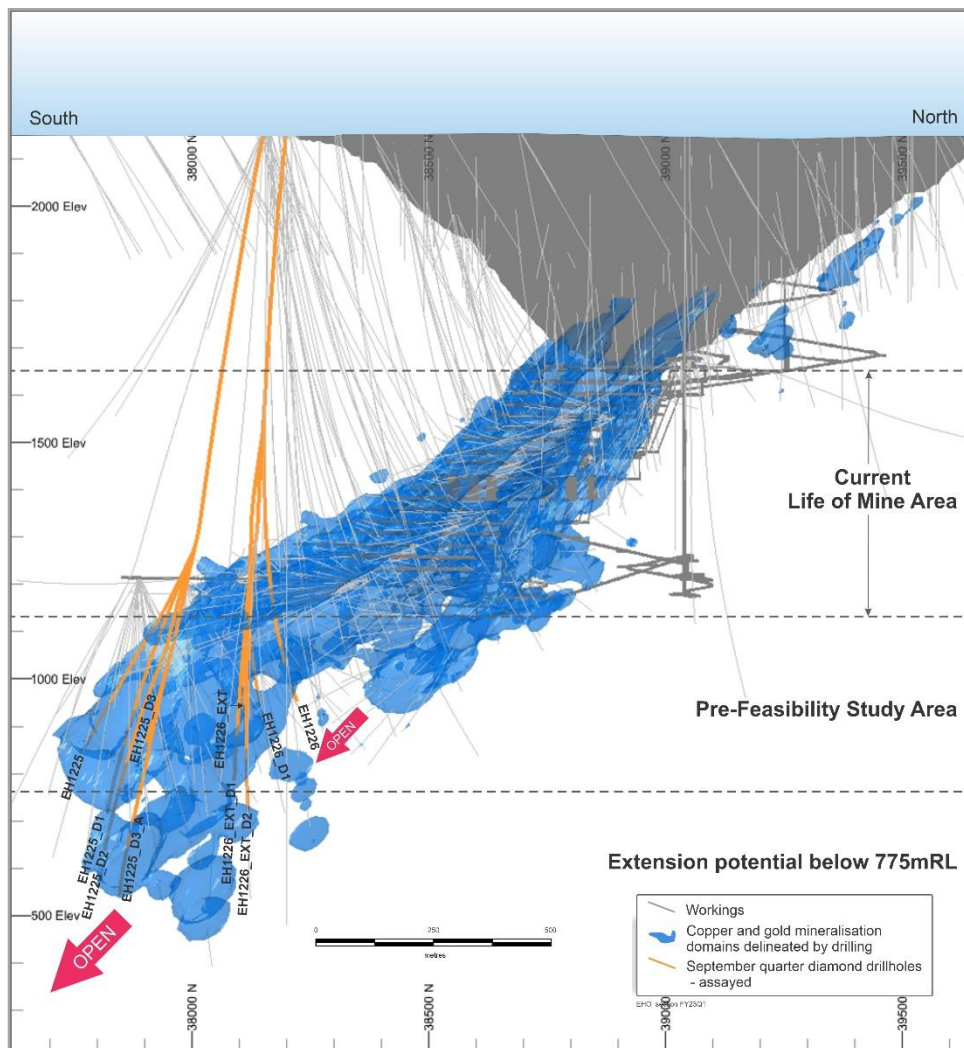 South
North
38000 N
38500 N
39000 N
39500 N
2000 Elev
1500 Elev
Current
Life of Mine Area
1000 Elev
EH1225
EH1225_D3
EH1226_EXT
EH1226_D1
EH1226
OPEN
Pre-Feasibility Study Area
EH1225_D1
EH1225_D2
EH1225_D3_A
EH1226_EXT_D1
EH1226_EXT_D2
Extension potential below 775mRL
500 Elev
OPEN
0
250
500
metres
Workings
Copper and gold mineralisation
domains delineated by drilling
September quarter diamond drillholes
- assayed
38000 N
38500 N
39000 N
39500